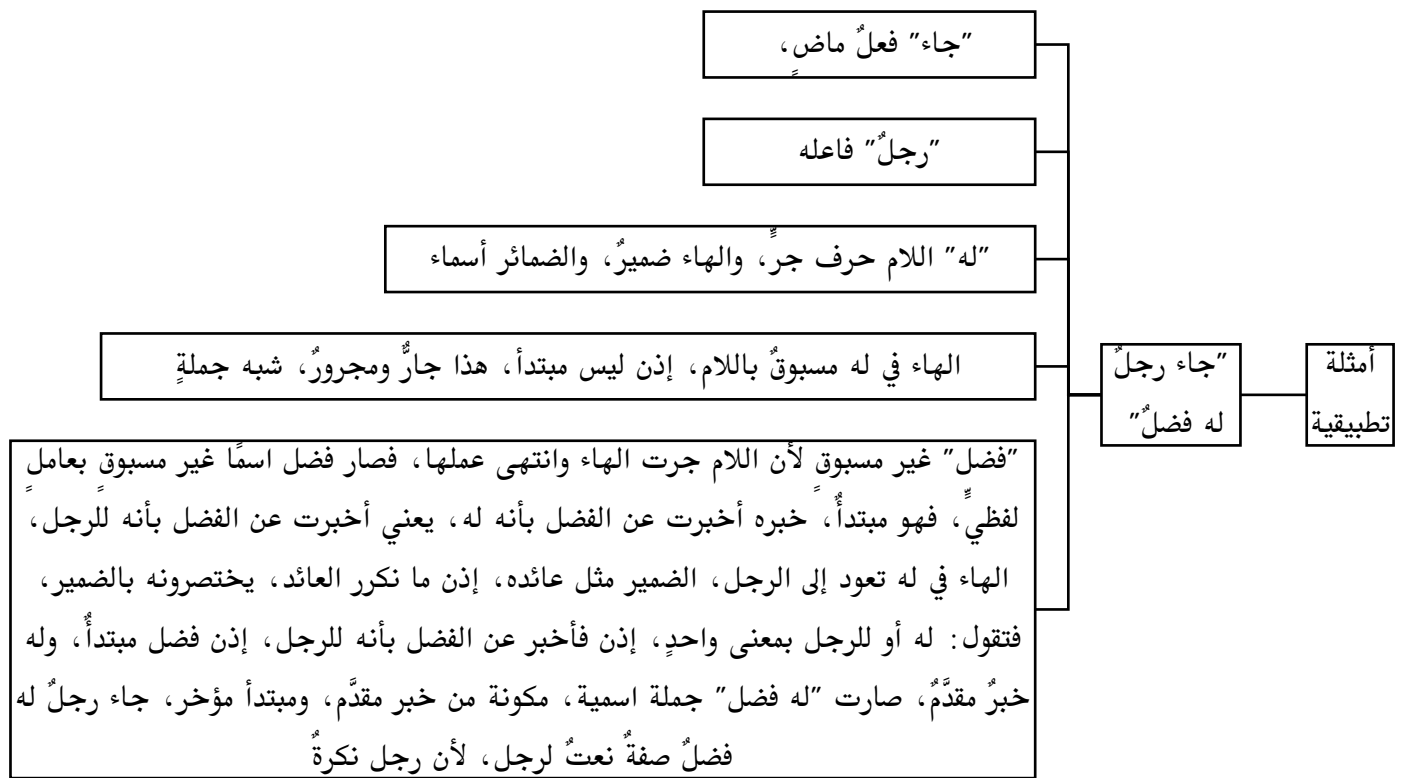 أمثلة
تطبيقية
"جاء رجلٌ
له فضلٌ"
"جاء" فعلٌ ماضٍ،
"رجلٌ" فاعله
"له" اللام حرف جرٍّ، والهاء ضميرٌ، والضمائر أسماء
الهاء في له مسبوقٌ باللام، إذن ليس مبتدأ، هذا جارٌّ ومجرورٌ، شبه جملةٍ
"فضل" غير مسبوقٍ لأن اللام جرت الهاء وانتهى عملها، فصار فضل اسمًا غير مسبوقٍ بعاملٍ
لفظيٍّ، فهو مبتدأٌ، خبره أخبرت عن الفضل بأنه له، يعني أخبرت عن الفضل بأنه للرجل،
الهاء في له تعود إلى الرجل، الضمير مثل عائده، إذن ما نكرر العائد، يختصرونه بالضمير،
فتقول: له أو للرجل بمعنى واحدٍ، إذن فأخبر عن الفضل بأنه للرجل، إذن فضل مبتدأٌ، وله
خبرٌ مقدَّمٌ، صارت "له فضل" جملة اسمية، مكونة من خبر مقدَّم، ومبتدأ مؤخر، جاء رجلٌ له
فضلٌ صفةٌ نعتٌ لرجل، لأن رجل نكرةٌ